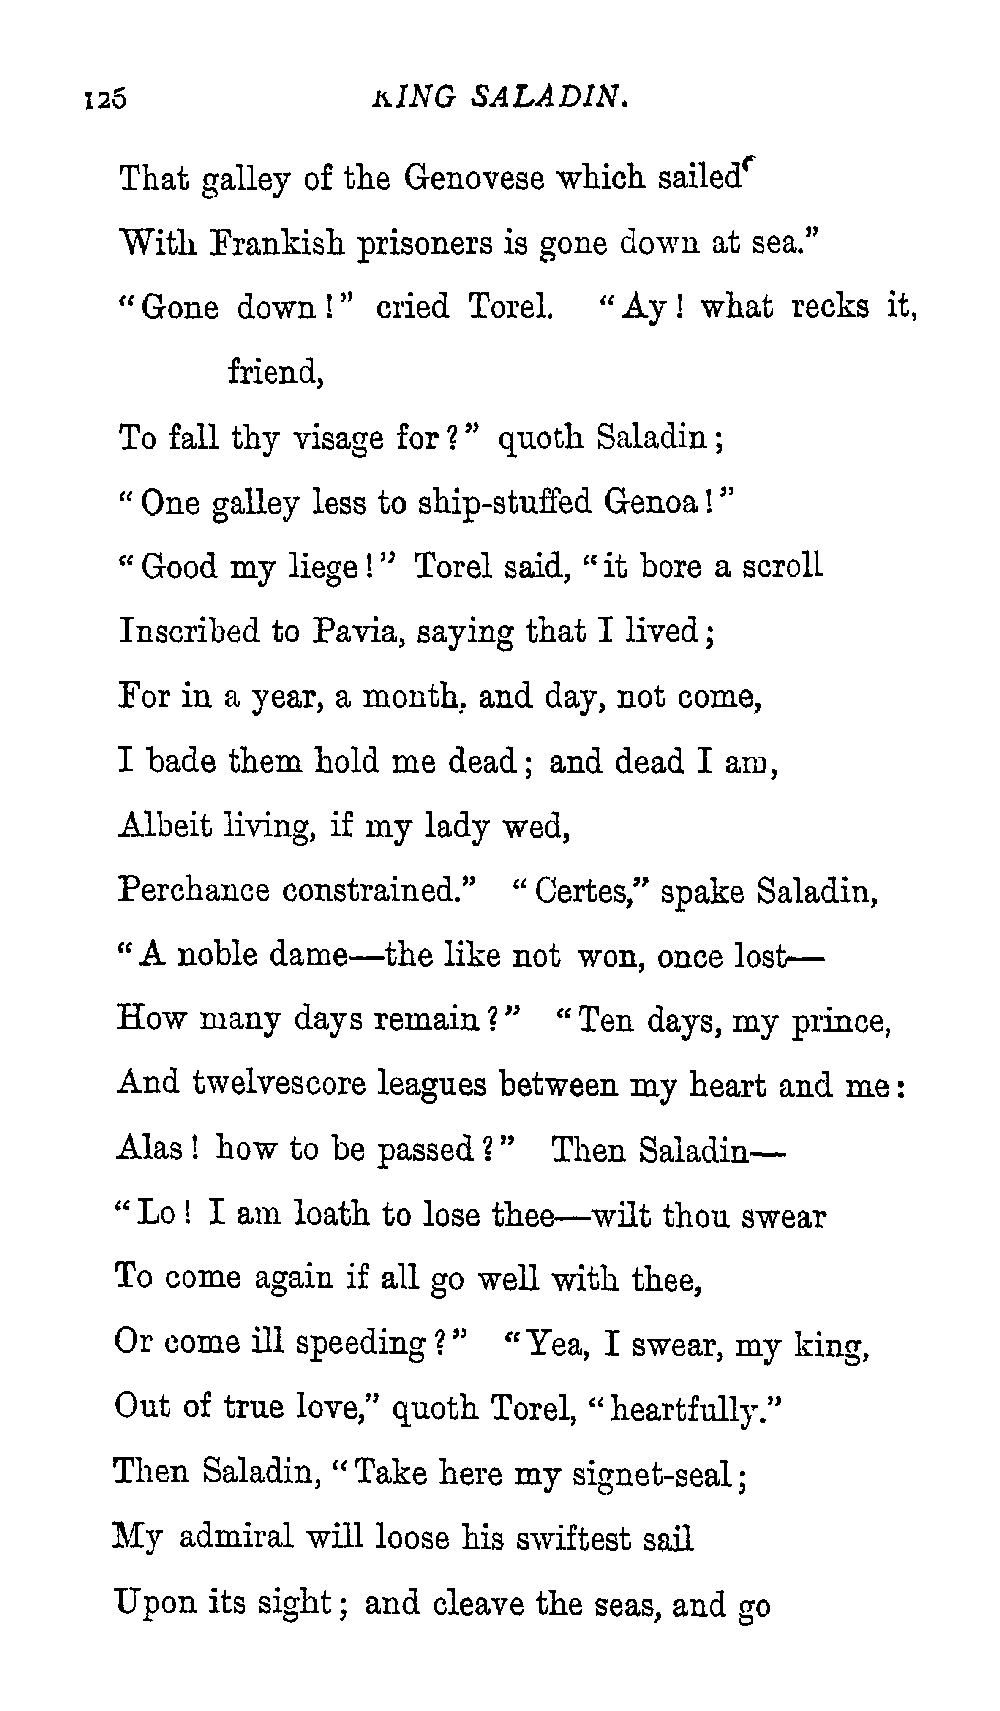 126 KING SALADIN.
That galley of the Genovese which sailed
With Frankish prisoners is gone down at sea.”
“Gone down!” cried Torel. “Ay! what recks it,
friend,
To fall thy visage for?” quoth Saladin;
“One galley less to ship-stuffed Genoa!”
“Good my liege!” Torel said, “it bore a scroll
Inscribed to Pavia, saying that I lived;
For in a year, a month, and day, not come,
I bade them hold me dead; and dead I am,
Albeit living, if my lady wed,
Perchance constrained.” “Certes,” spake Saladin,
“A noble dame—the like not won, once lost—
How many days remain?” “Ten days, my prince,
And twelvescore leagues between my heart and me:
Alas! how to be passed?” Then Saladin—
“Lo! I am loath to lose thee—wilt thou swear
To come again if all go well with thee,
Or come ill speeding?” “Yea, I swear, my king,
Out of true love,” quoth Torel, “heartfully.”
Then Saladin, “Take here my signet-seal;
My admiral will loose his swiftest sail
Upon its sight; and cleave the seas, and go